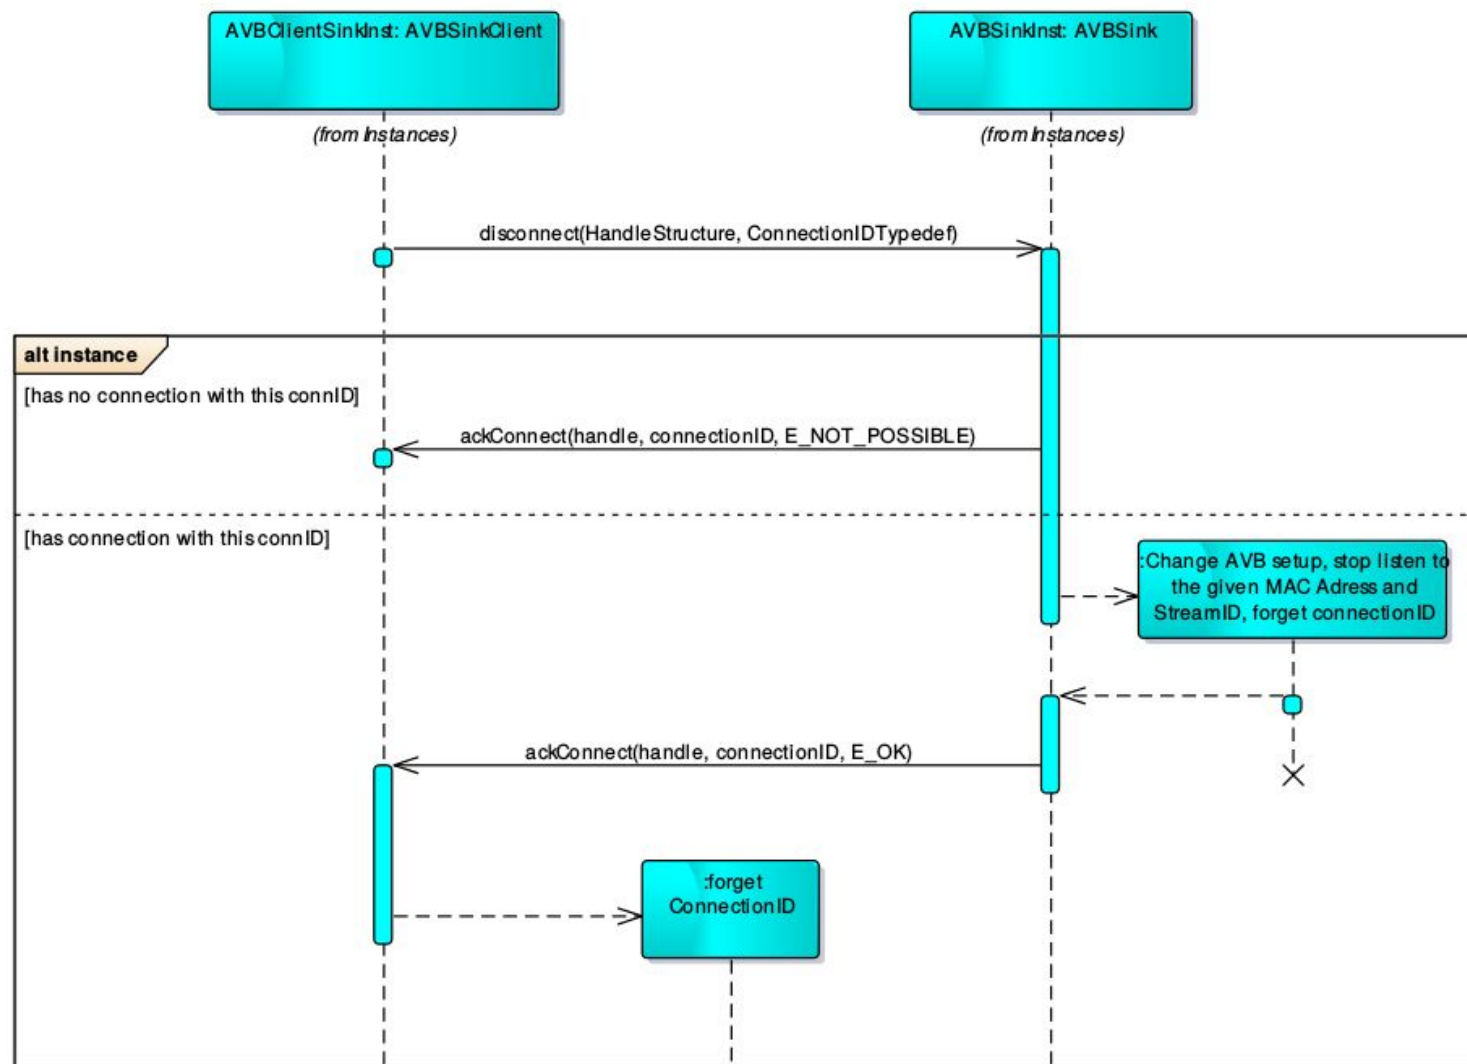 AVBClientSinkInst: AVBSinkClient
AVBSinkInst: AVBSink
(from Instances)
(from Instances)
disconnect(HandleStructure, ConnectionIDTypedef)
alt instance
[has no connection with this connID]
ackConnect(handle, connectionID, E_NOT_POSSIBLE)
[has connection with this connID]
:Change AVB setup, stop listen to
the given MAC Adress and
StreamID, forget connectionID
ackConnect(handle, connectionID, E_OK)
:forget
ConnectionID